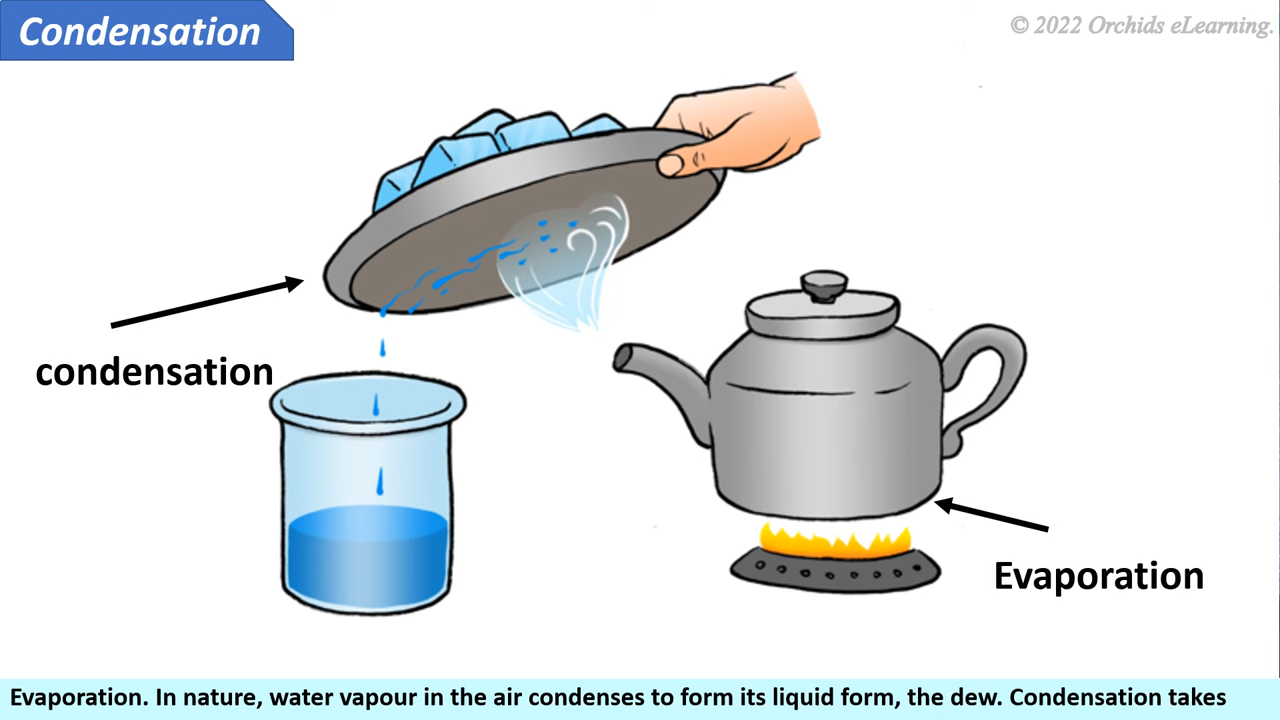 Condensation
© 2022 Orchids eLearning.
condensation
Evaporation
Evaporation. In nature, water vapour in the air condenses to form its liquid form, the dew. Condensation takes